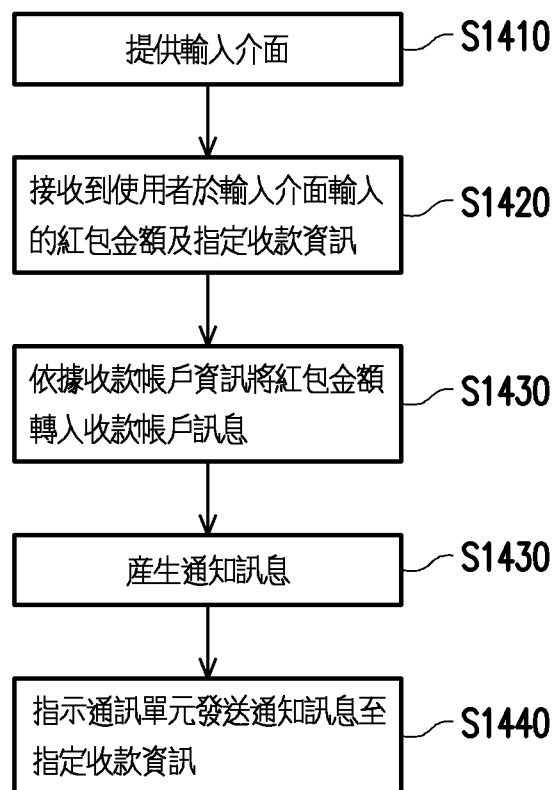 提供輸入介面
S1410
接收到使用者於輸入介面輸入
的紅包金額及指定收款資訊
S1420
依據收款帳戶資訊將紅包金額
轉入收款帳戶訊息
S1430
產生通知訊息
S1430
指示通訊單元發送通知訊息至
指定收款資訊
S1440